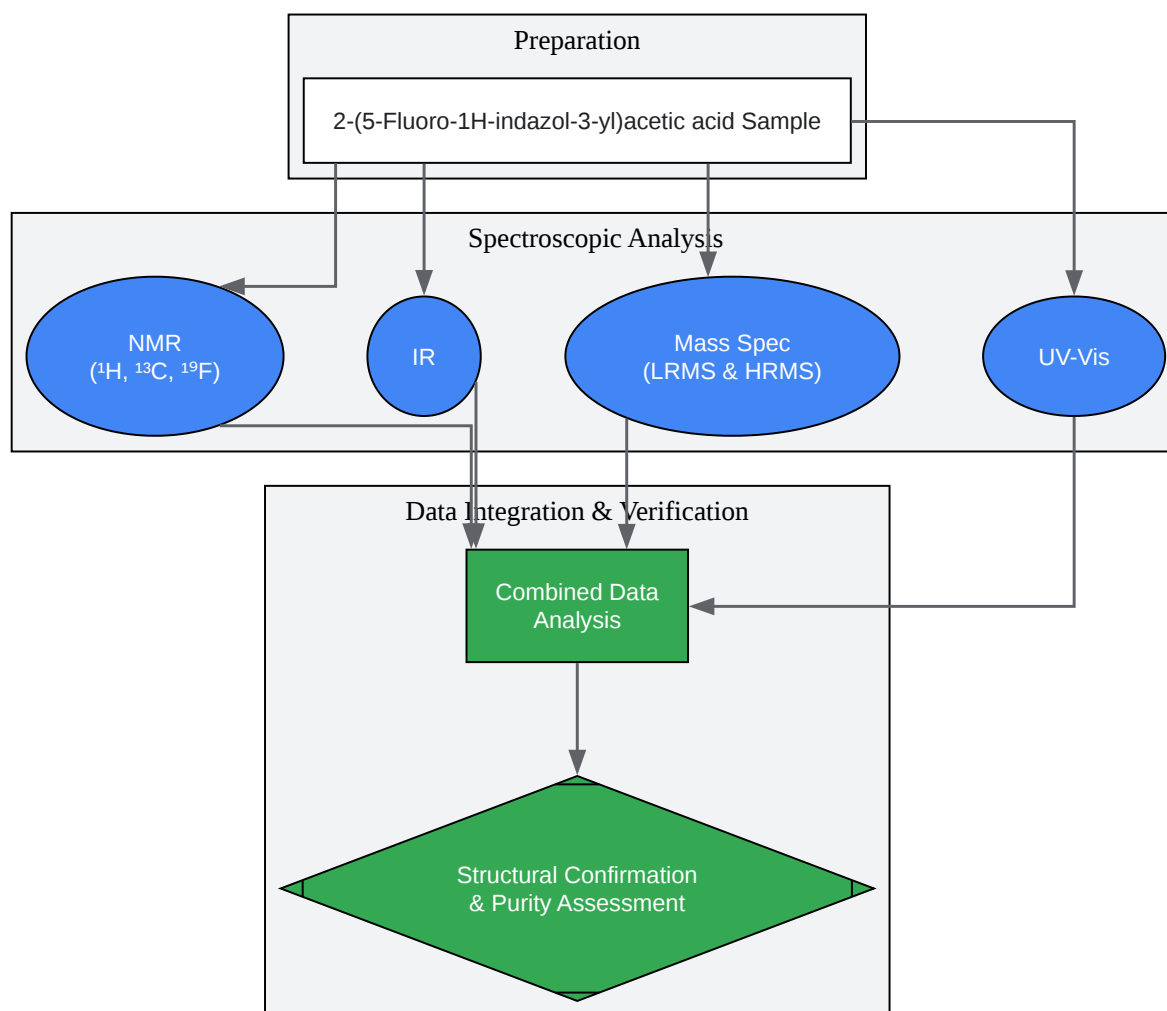 Preparation
2-(5-Fluoro-1H-indazol-3-yl)acetic acid Sample
Spectroscopic Analysis
NMR
(¹H, ¹³C, ¹⁹F)
IR
Mass Spec
(LRMS & HRMS)
UV-Vis
Data Integration & Verification
Combined Data
Analysis
Structural Confirmation
& Purity Assessment